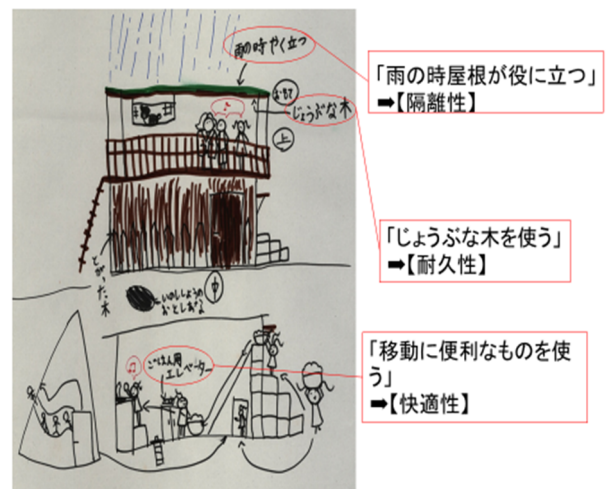 雨の時やく立つ
おもて
じょうぶな木
上
とがった木
中
いのししようの
おとしあな
ごはん用
エレベーター
「雨の時屋根が役に立つ」
➡【隔離性】
「じょうぶな木を使う」
➡【耐久性】
「移動に便利なものを使
う」
➡【快適性】